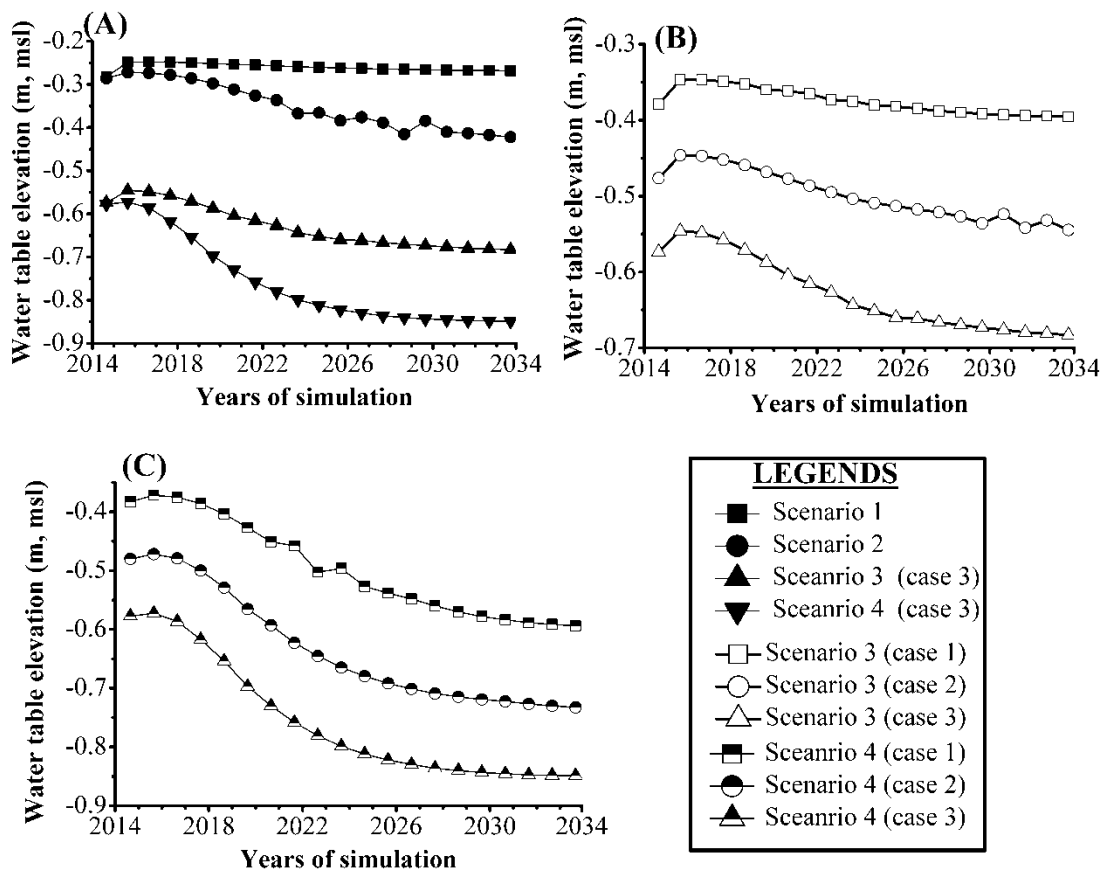 (A)
Water table elevation (m, msl)
-0.2
-0.3
-0.4
-0.5
-0.6
-0.7
-0.8
-0.9
2014 2018 2022 2026 2030 2034
Years of simulation
(B)
Water table elevation (m, msl)
-0.3
-0.4
-0.5
-0.6
-0.7
2014 2018 2022 2026 2030 2034
Years of simulation
(C)
Water table elevation (m, msl)
-0.4
-0.5
-0.6
-0.7
-0.8
-0.9
2014 2018 2022 2026 2030 2034
Years of simulation
LEGENDS
Scenario 1
Scenario 2
Sceanrio 3 (case 3)
Sceanrio 4 (case 3)
Scenario 3 (case 1)
Scenario 3 (case 2)
Scenario 3 (case 3)
Sceanrio 4 (case 1)
Scenario 4 (case 2)
Sceanrio 4 (case 3)